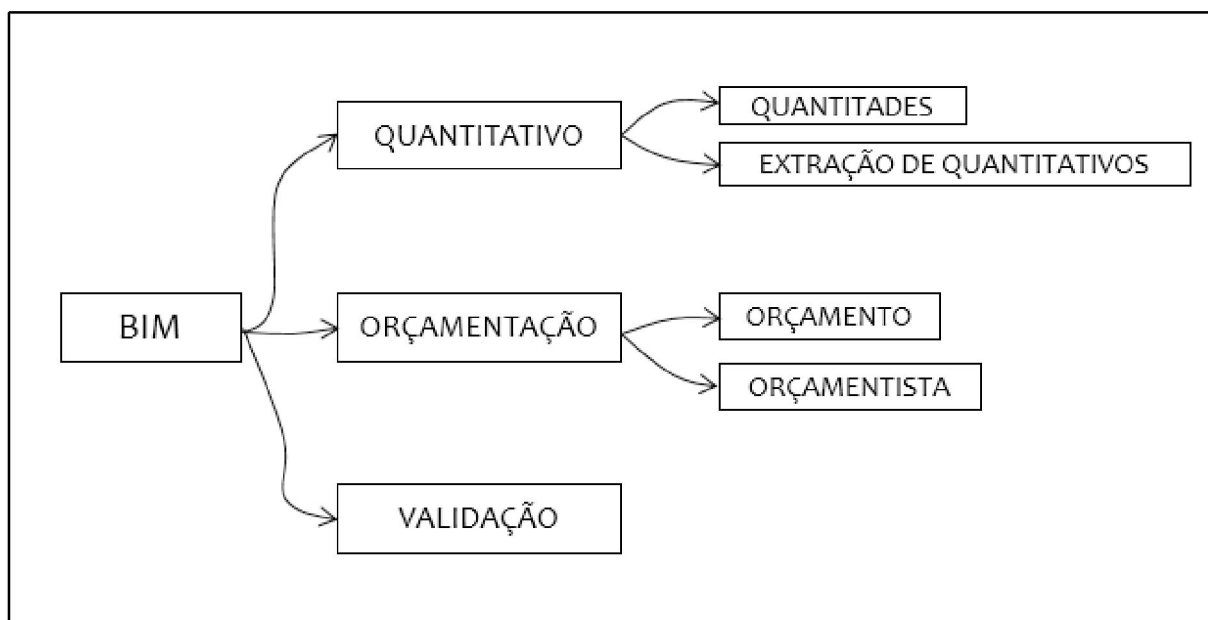 QUANTITATIVO
QUANTITADES
EXTRAÇÃO DE QUANTITATIVOS
BIM
ORÇAMENTAÇÃO
ORÇAMENTO
ORÇAMENTISTA
VALIDAÇÃO